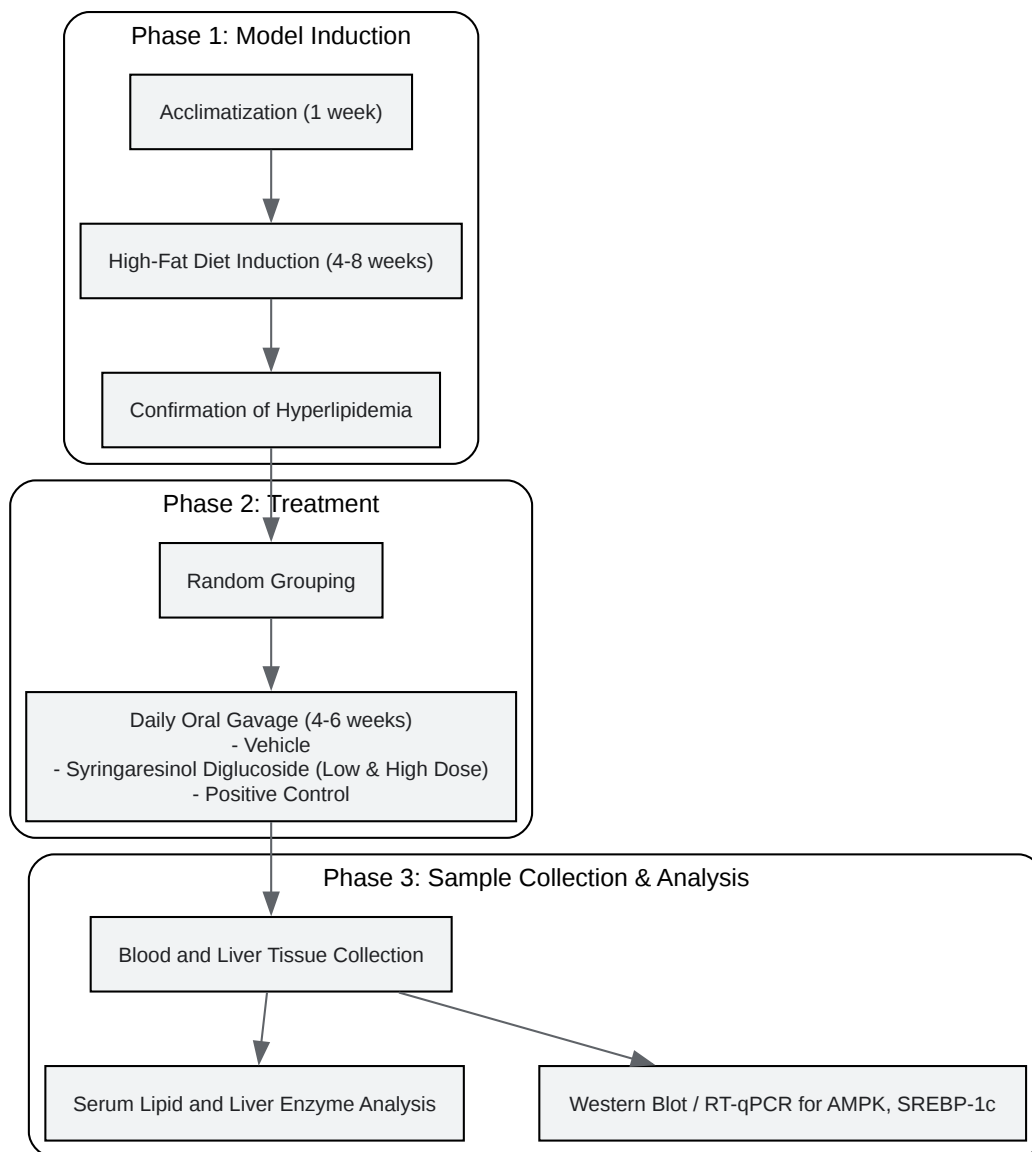 Phase 1: Model Induction
Acclimatization (1 week)
High-Fat Diet Induction (4-8 weeks)
Confirmation of Hyperlipidemia
Phase 2: Treatment
Random Grouping
Daily Oral Gavage (4-6 weeks)
- Vehicle
- Syringaresinol Diglucoside (Low & High Dose)
- Positive Control
Phase 3: Sample Collection & Analysis
Blood and Liver Tissue Collection
Serum Lipid and Liver Enzyme Analysis
Western Blot / RT-qPCR for AMPK, SREBP-1c